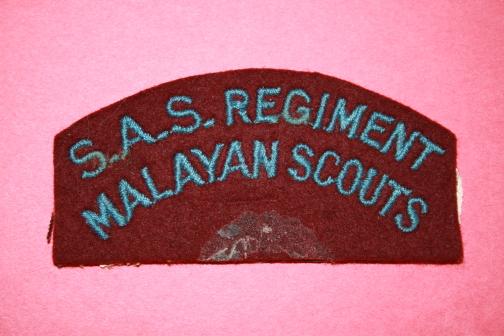 S.A.S. REGIMENT
MALAYAN SCOUTS